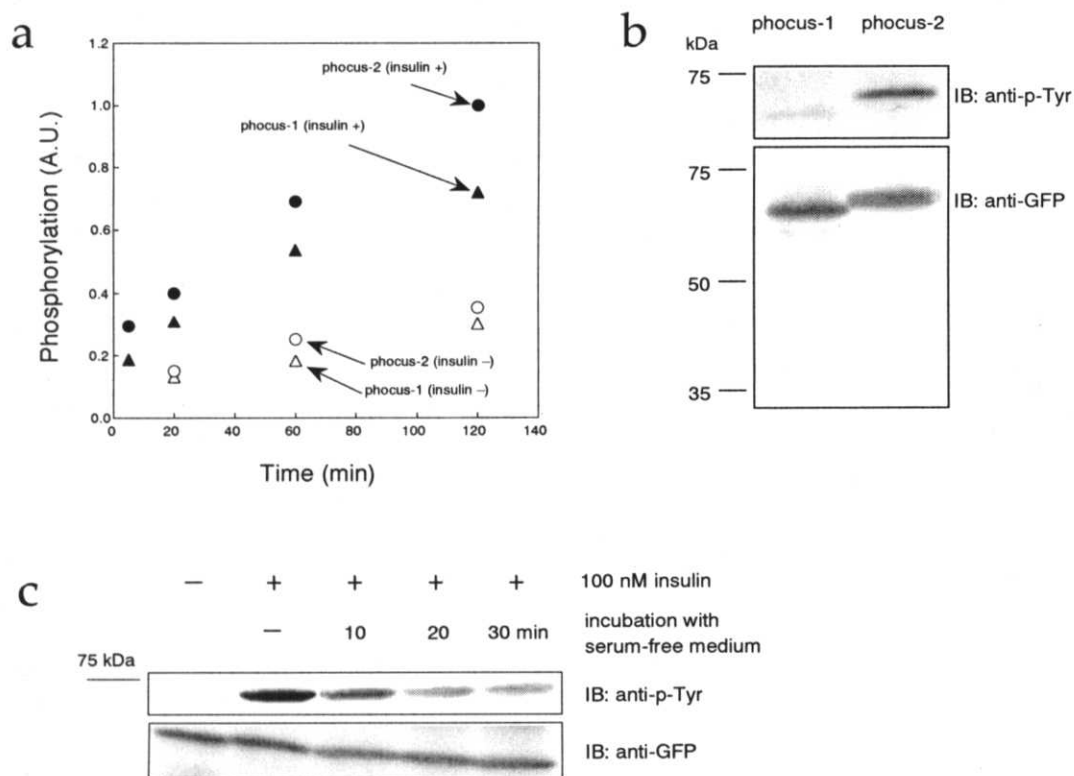 a
1.2
1.0
0.8
0.6
0.4
0.2
0.0
0 20 40 60 80 100 120 140
Phosphorylation (A.U.)
Time (min)
phocus-2 (insulin +)
phocus-1 (insulin +)
phocus-2 (insulin –)
phocus-1 (insulin –)
b
phocus-1 phocus-2
kDa
75
IB: anti-p-Tyr
75
IB: anti-GFP
50
35
c
– + + + + 100 nM insulin
– 10 20 30 min incubation with
serum-free medium
75 kDa
IB: anti-p-Tyr
IB: anti-GFP